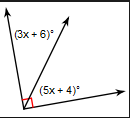 (3x + 6)°
(5x + 4)°